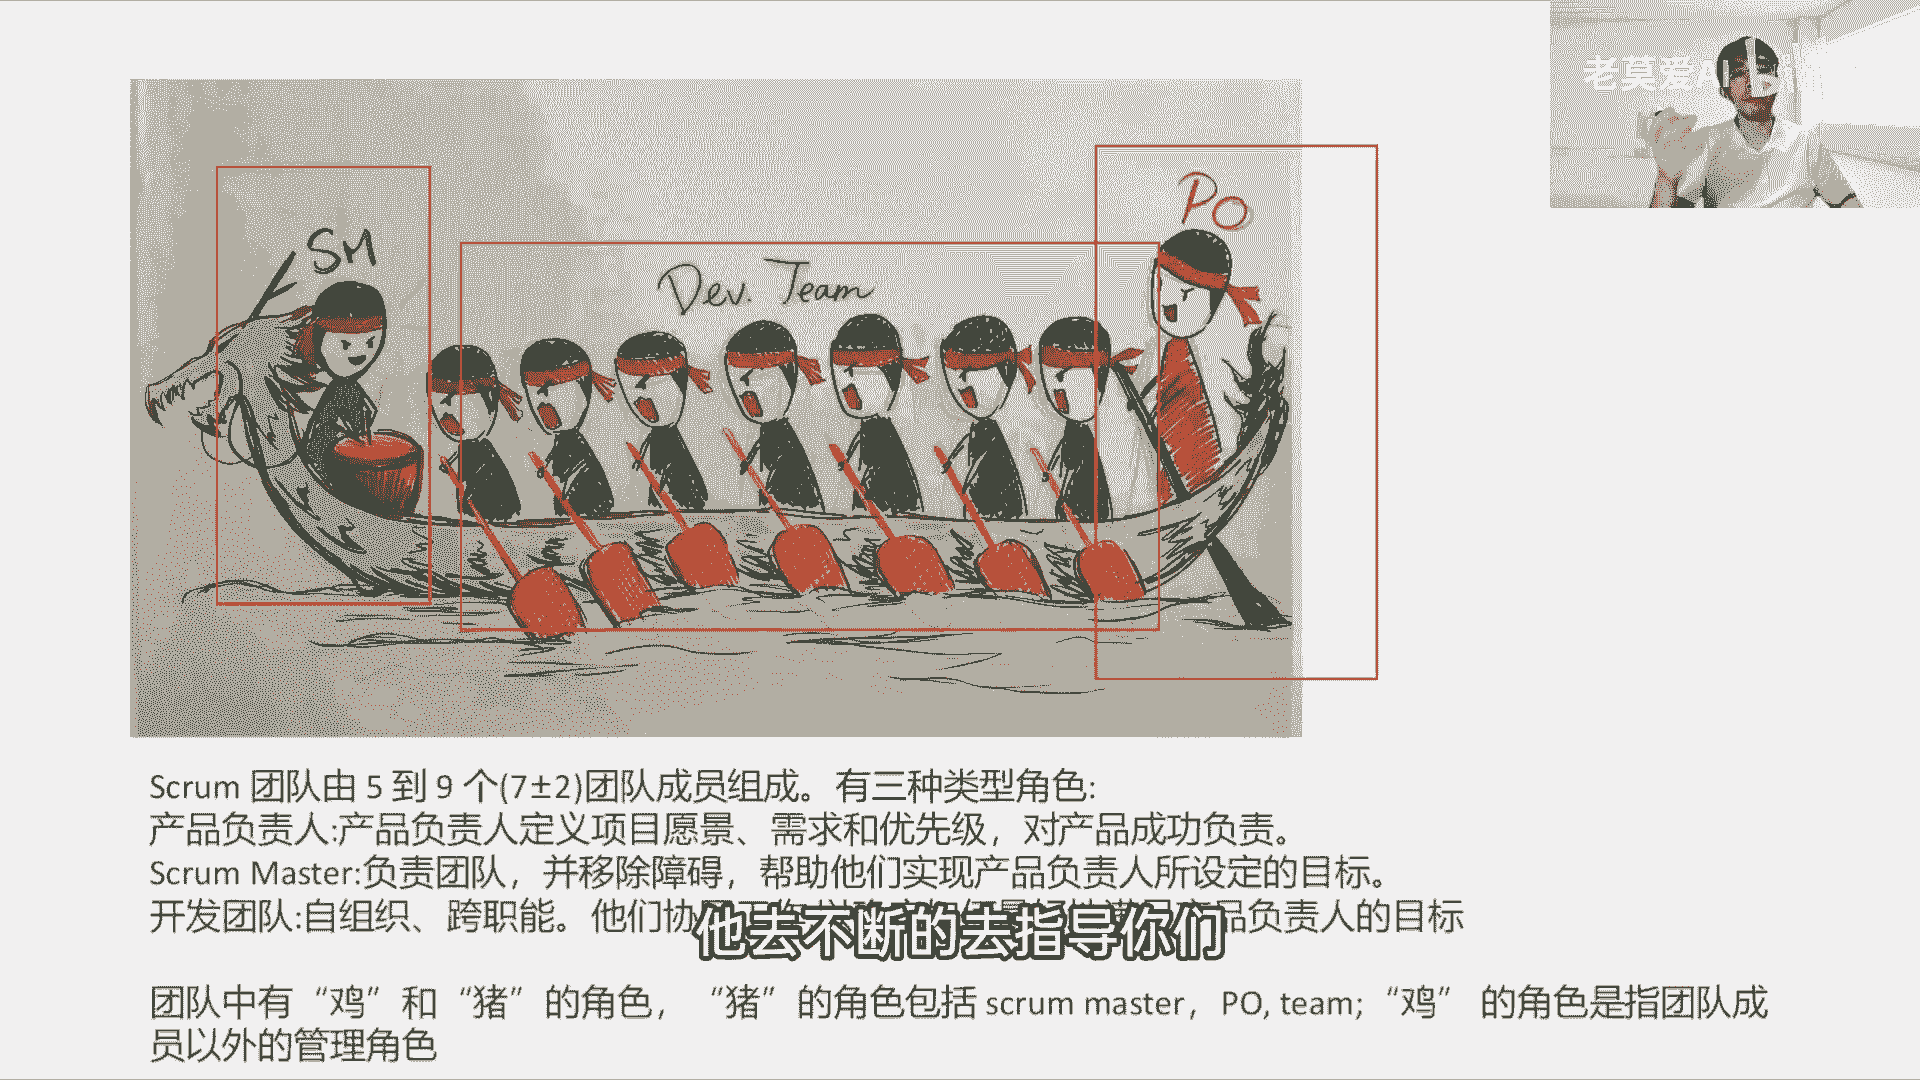 老莫爱A
PO
SM
Dev. Team
Scrum 团队由 5 到 9 个(7±2)团队成员组成。有三种类型角色:
产品负责人:产品负责人定义项目愿景、需求和优先级，对产品成功负责。
Scrum Master:负责团队，并移除障碍，帮助他们实现产品负责人所设定的目标。
开发团队:自组织、跨职能。他们协 品负责人的目标
他去不断的去指导你们
团队中有“鸡”和“猪”的角色，“猪”的角色包括 scrum master，PO, team;“鸡” 的角色是指团队成
员以外的管理角色